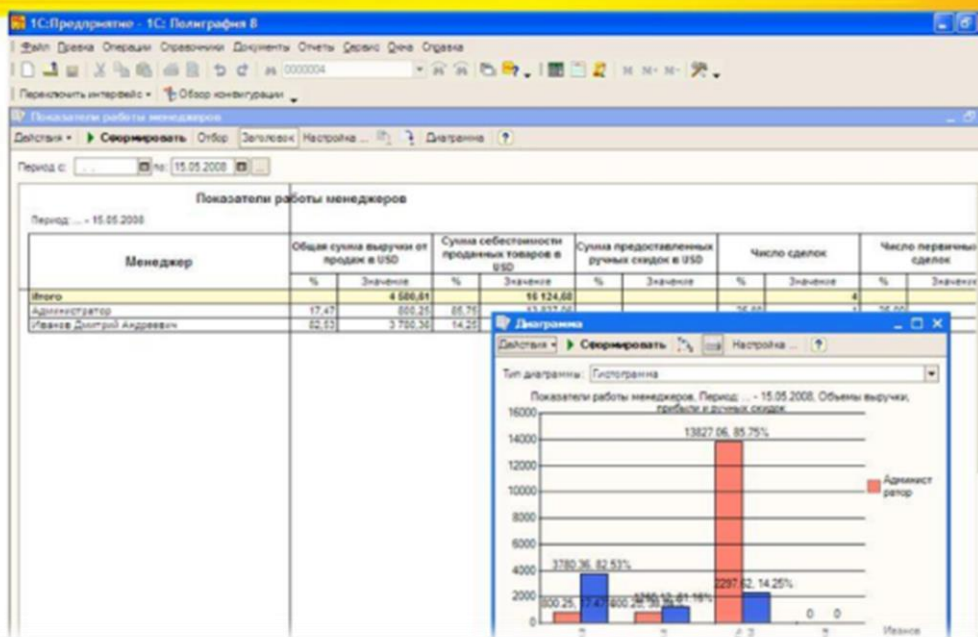 1С:Предприятие - 1С: Полиграфия 8
Файл Правка Операции Справочники Документы Отчеты Сервис Окна Справка
0000004 М М+ М-
Переключить интерфейс Обзор конфигурации
Показатели работы менеджеров
Действия Сформировать Отбор Заголовок Настройка ... Диаграмма ?
Период с: . . по: 15.05.2008 ...
Показатели работы менеджеров
Период: ... - 15.05.2008
Менеджер
Общая сумма выручки от продаж в USD
Сумма себестоимости проданных товаров в USD
Сумма предоставленных ручных скидок в USD
Число сделок
Число первичных сделок
% Значение % Значение % Значение % Значение % Значение
Итого 4 580,61 16 124,68 4
Администратор 17,47 800,25 85,75
Иванов Дмитрий Андреевич 82,53 3 780,36 14,25
Диаграмма
Действия Сформировать Настройка ... ?
Тип диаграммы: Гистограмма
Показатели работы менеджеров, Период: ... - 15.05.2008, Объемы выручки,
прибыли и ручных скидок
16000
14000
12000
10000
8000
6000
4000
2000
0
13827.06, 85.75%
3780.36, 82.53%
2297.62, 14.25%
800.25, 17.47%
0 0
Админист
ратор
Иванов